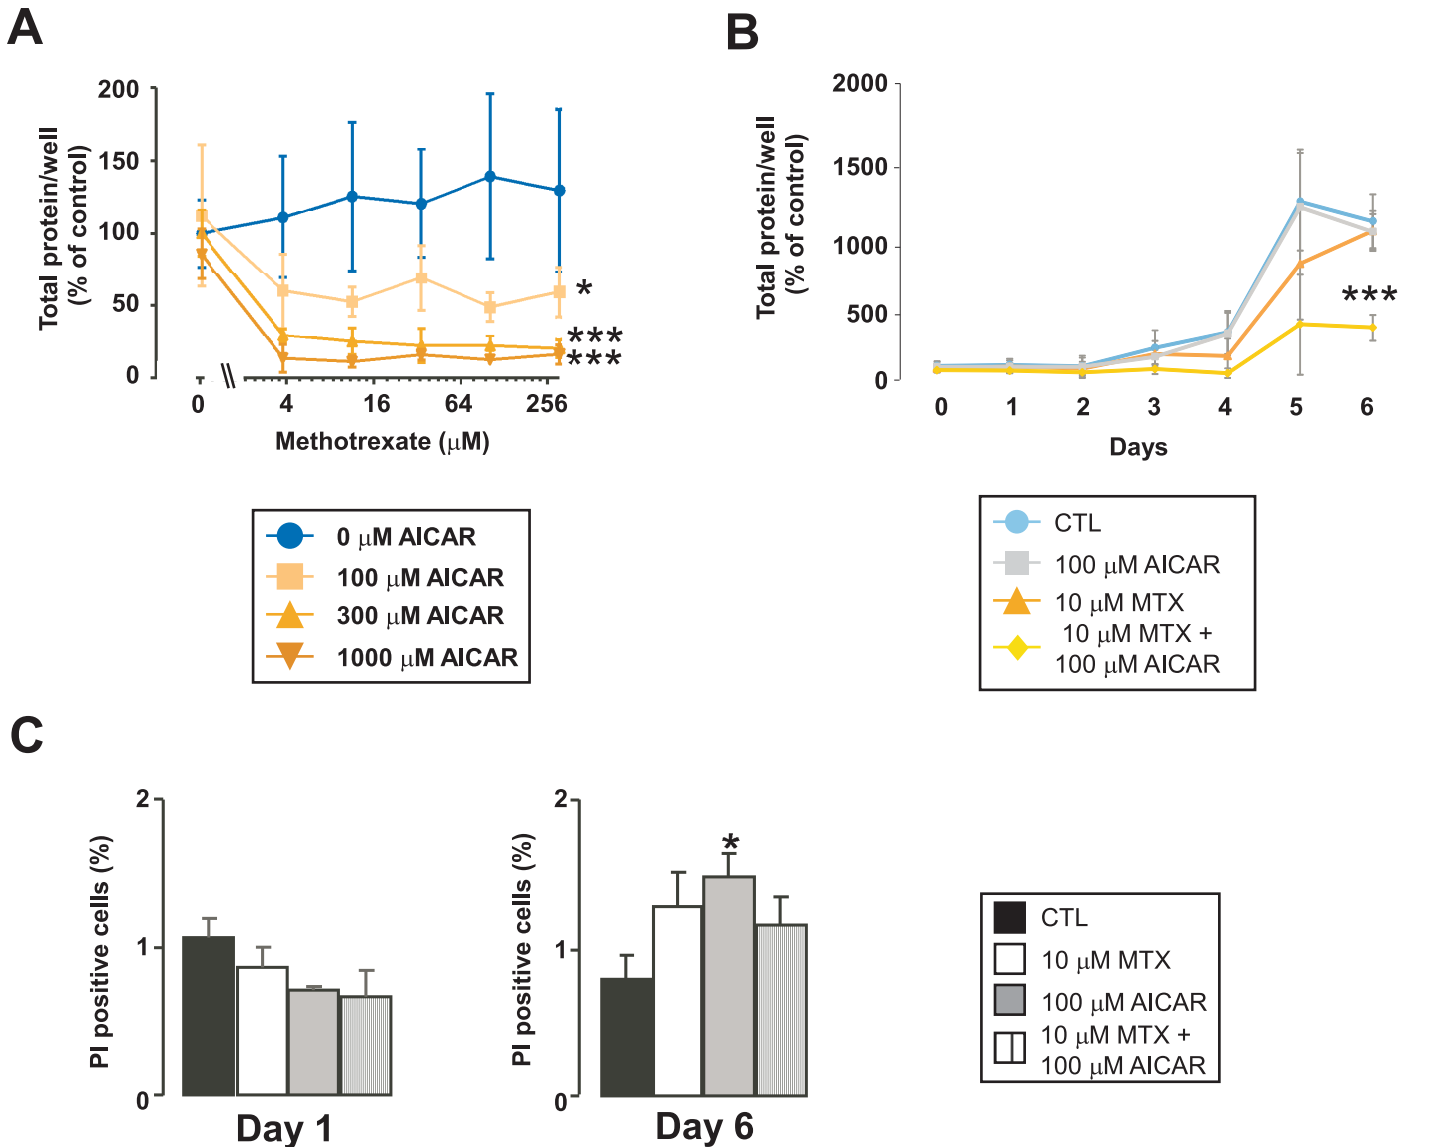 A
Total protein/well
(% of control)
200
150
100
50
0
0 4 16 64 256
Methotrexate (μM)
*
***
***
0 μM AICAR
100 μM AICAR
300 μM AICAR
1000 μM AICAR
B
Total protein/well
(% of control)
2000
1500
1000
500
0
0 1 2 3 4 5 6
Days
***
CTL
100 μM AICAR
10 μM MTX
10 μM MTX +
100 μM AICAR
C
PI positive cells (%)
2
1
0
Day 1
PI positive cells (%)
2
1
0
*
Day 6
CTL
10 μM MTX
100 μM AICAR
10 μM MTX +
100 μM AICAR